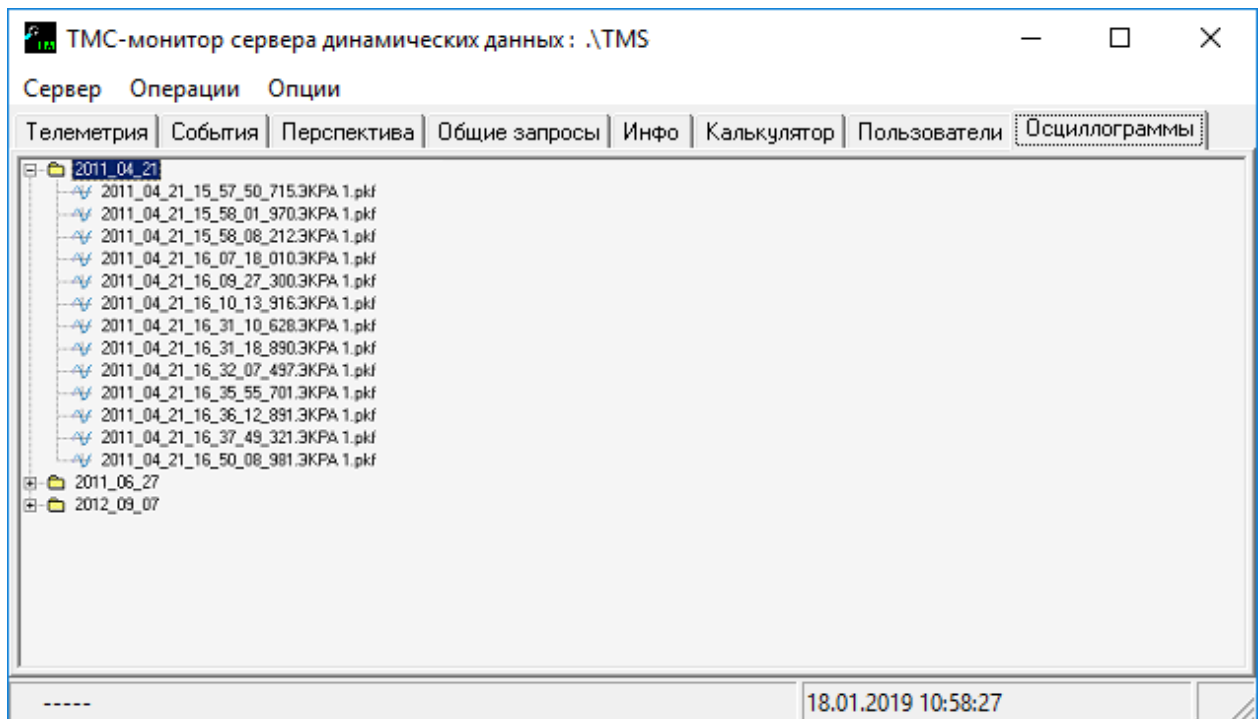 ТМС-монитор сервера динамических данных : .\TMS
Сервер Операции Опции
Телеметрия События Перспектива Общие запросы Инфо Калькулятор Пользователи Осциллограммы
2011_04_21
2011_04_21_15_57_50_715.ЭКРА 1.pkf
2011_04_21_15_58_01_970.ЭКРА 1.pkf
2011_04_21_15_58_08_212.ЭКРА 1.pkf
2011_04_21_16_07_18_010.ЭКРА 1.pkf
2011_04_21_16_09_27_300.ЭКРА 1.pkf
2011_04_21_16_10_13_916.ЭКРА 1.pkf
2011_04_21_16_31_10_628.ЭКРА 1.pkf
2011_04_21_16_31_18_890.ЭКРА 1.pkf
2011_04_21_16_32_07_497.ЭКРА 1.pkf
2011_04_21_16_35_55_701.ЭКРА 1.pkf
2011_04_21_16_36_12_891.ЭКРА 1.pkf
2011_04_21_16_37_49_321.ЭКРА 1.pkf
2011_04_21_16_50_08_981.ЭКРА 1.pkf
2011_06_27
2012_09_07
----- 18.01.2019 10:58:27